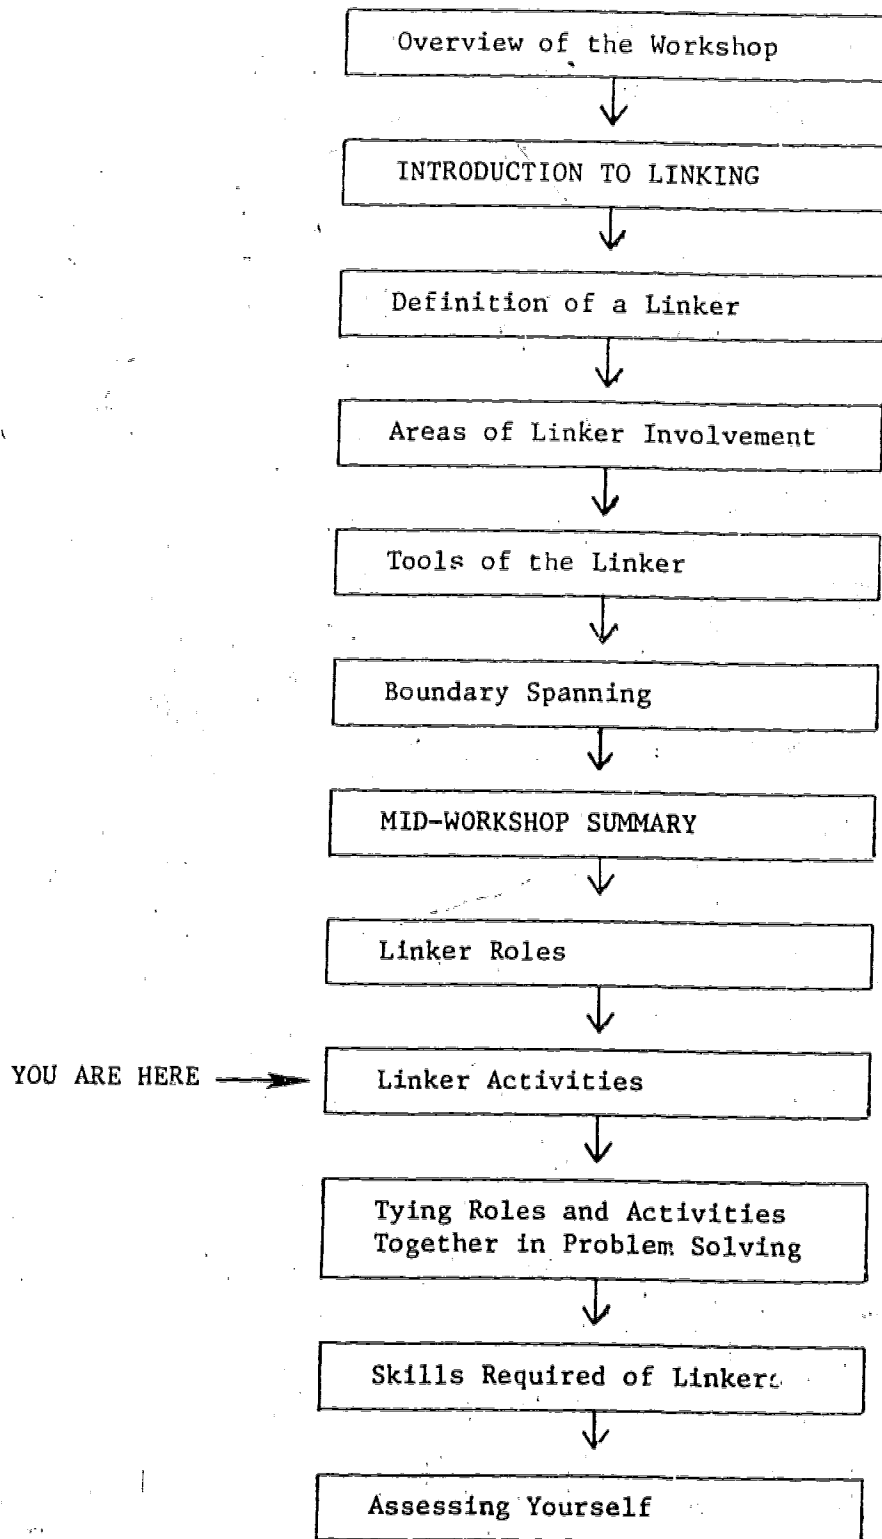 Overview of the Workshop
INTRODUCTION TO LINKING
Definition of a Linker
Areas of Linker Involvement
Tools of the Linker
Boundary Spanning
MID-WORKSHOP SUMMARY
Linker Roles
YOU ARE HERE
Linker Activities
Tying Roles and Activities
Together in Problem Solving
Skills Required of Linkers
Assessing Yourself